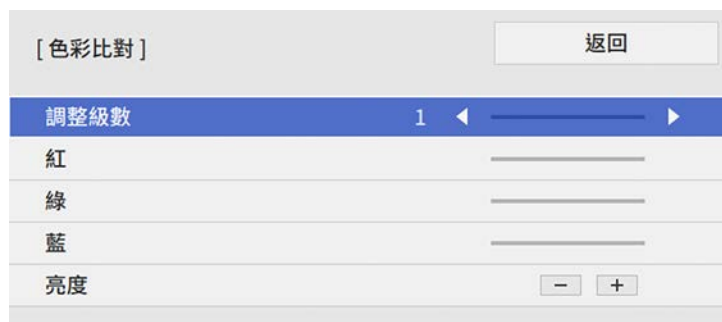 [ 色彩比對 ]
返回
調整級數 1
紅
綠
藍
亮度 − +